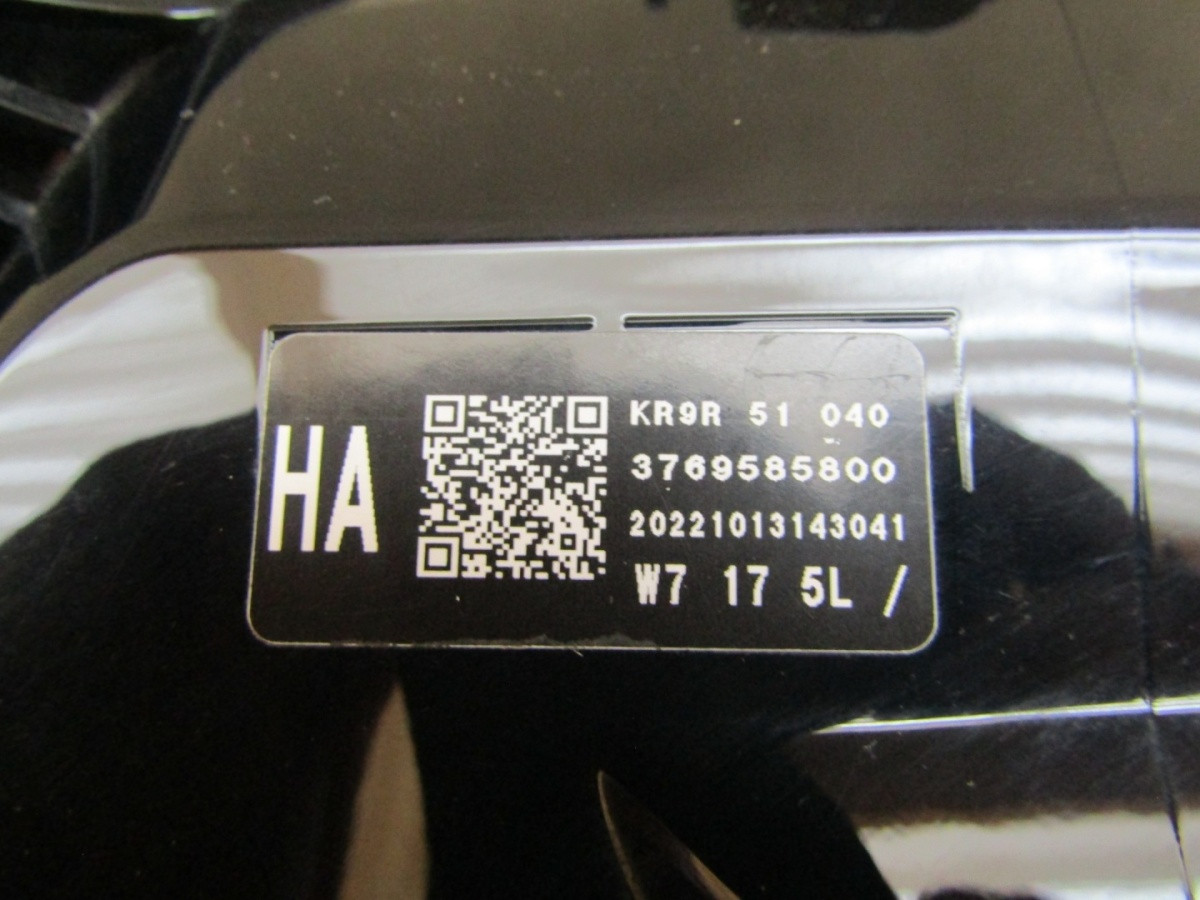 HA
KR9R 51 040
3769585800
20221013143041
W7 17 5L /